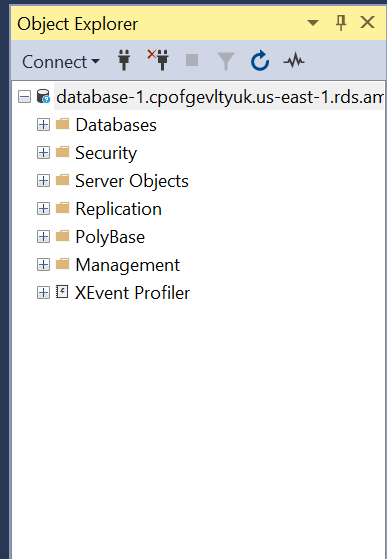 Object Explorer
Connect
database-1.cpofgevltyuk.us-east-1.rds.am
Databases
Security
Server Objects
Replication
PolyBase
Management
XEvent Profiler